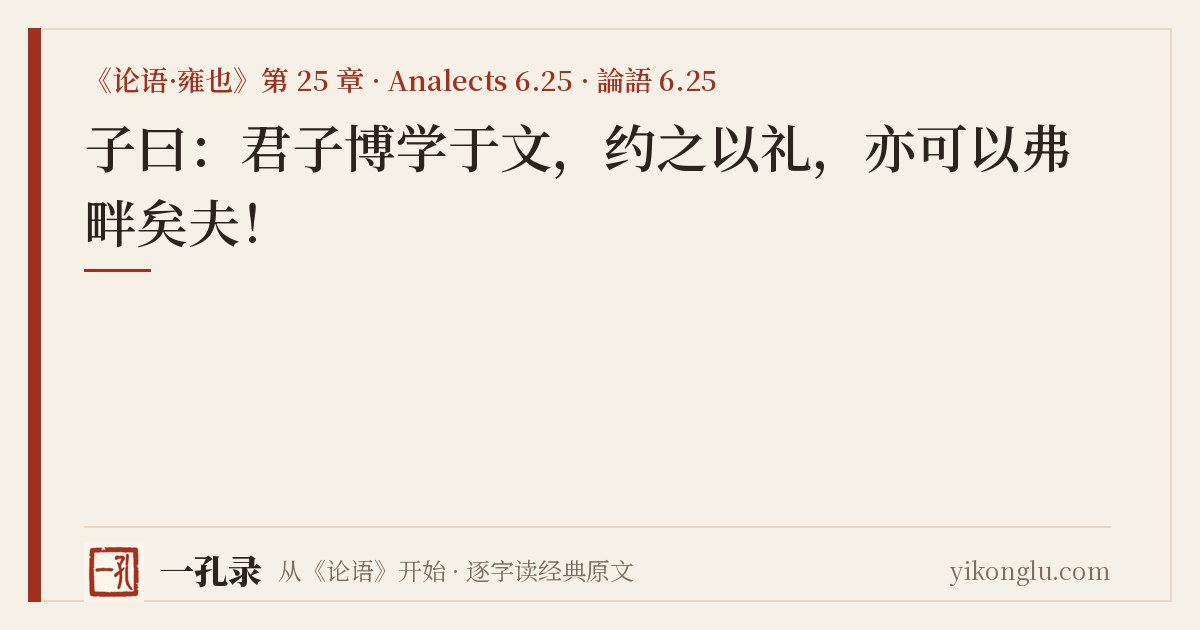 《论语·雍也》第 25 章 · Analects 6.25 · 論語 6.25
子曰：君子博学于文，约之以礼，亦可以弗
畔矣夫！
一孔
一孔录 从《论语》开始 · 逐字读经典原文 yikonglu.com